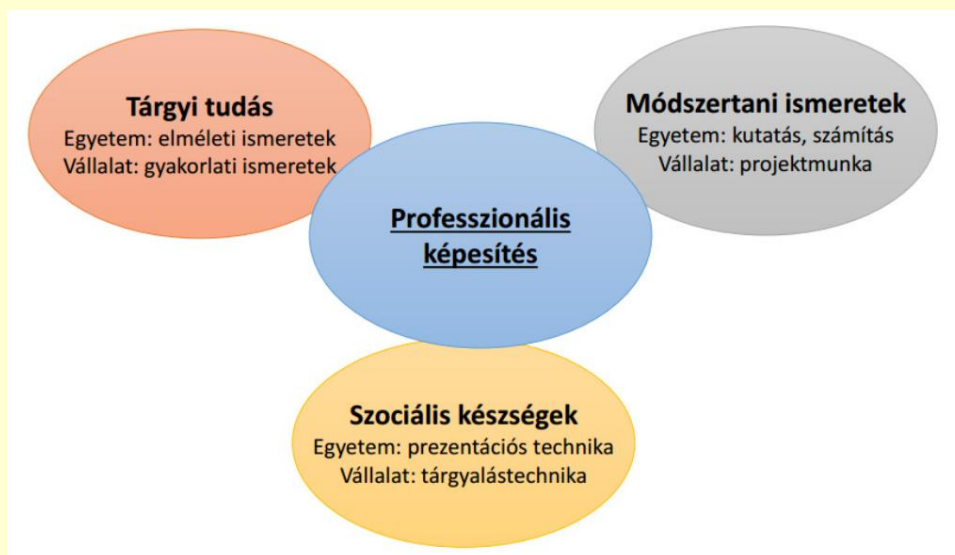 Tárgyi tudás
Egyetem: elméleti ismeretek
Vállalat: gyakorlati ismeretek
Módszertani ismeretek
Egyetem: kutatás, számítás
Vállalat: projektmunka
Professzionális
képesítés
Szociális készségek
Egyetem: prezentációs technika
Vállalat: tárgyalástechnika